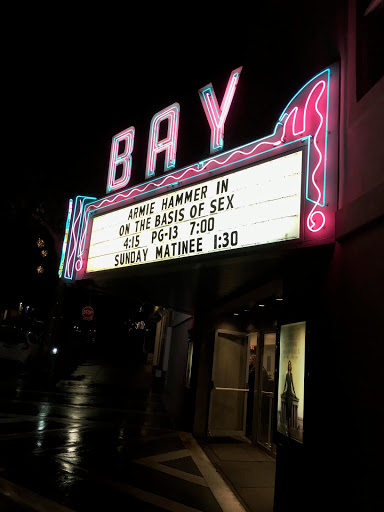 BAY
ARMIE HAMMER IN
ON THE BASIS OF SEX
4:15 PG-13 7:00
SUNDAY MATINEE 1:30